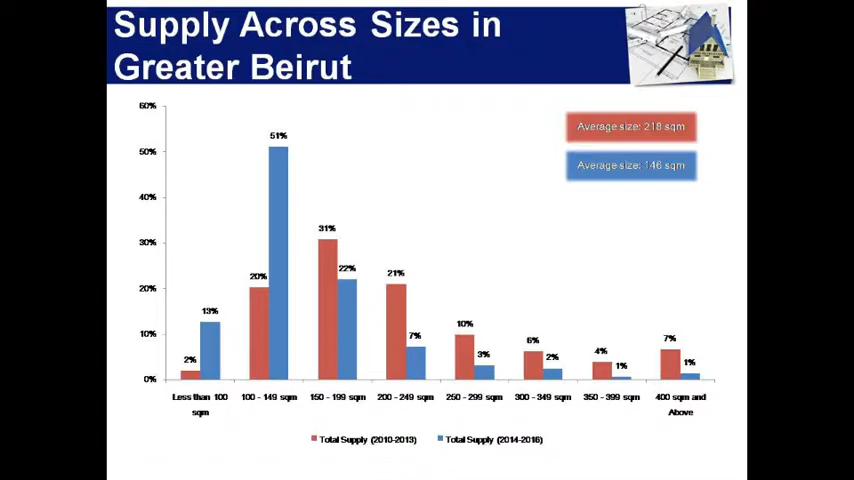 Supply Across Sizes in
Greater Beirut
60%
50%
40%
30%
20%
10%
0%
Average size: 218 sqm
Average size: 146 sqm
2%
13%
20%
51%
31%
22%
21%
7%
10%
3%
6%
2%
4%
1%
7%
1%
Less than 100 sqm
100 - 149 sqm
150 - 199 sqm
200 - 249 sqm
250 - 299 sqm
300 - 349 sqm
350 - 399 sqm
400 sqm and Above
Total Supply (2010-2013)
Total Supply (2014-2016)